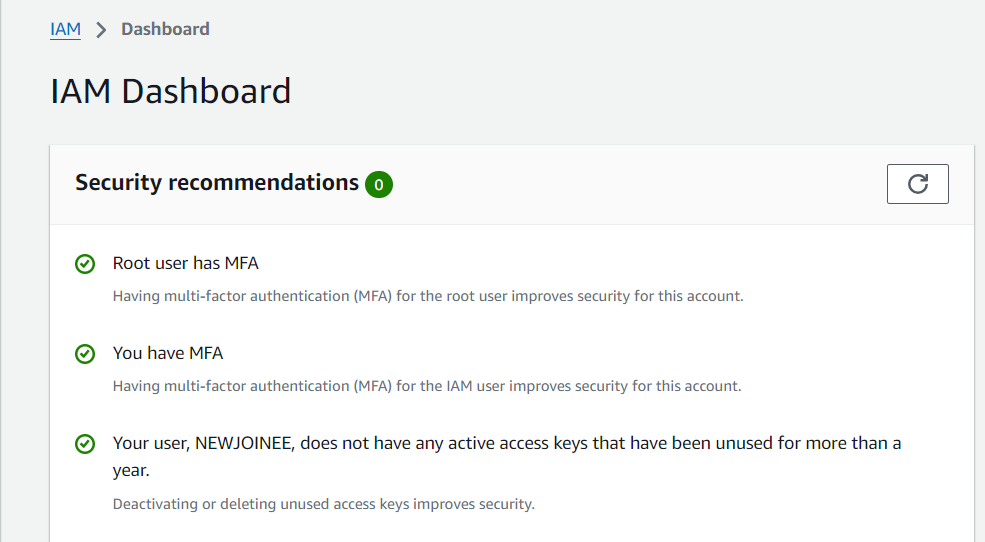 IAM > Dashboard
IAM Dashboard
Security recommendations 0
Root user has MFA
Having multi-factor authentication (MFA) for the root user improves security for this account.
You have MFA
Having multi-factor authentication (MFA) for the IAM user improves security for this account.
Your user, NEWJOINEE, does not have any active access keys that have been unused for more than a
year.
Deactivating or deleting unused access keys improves security.